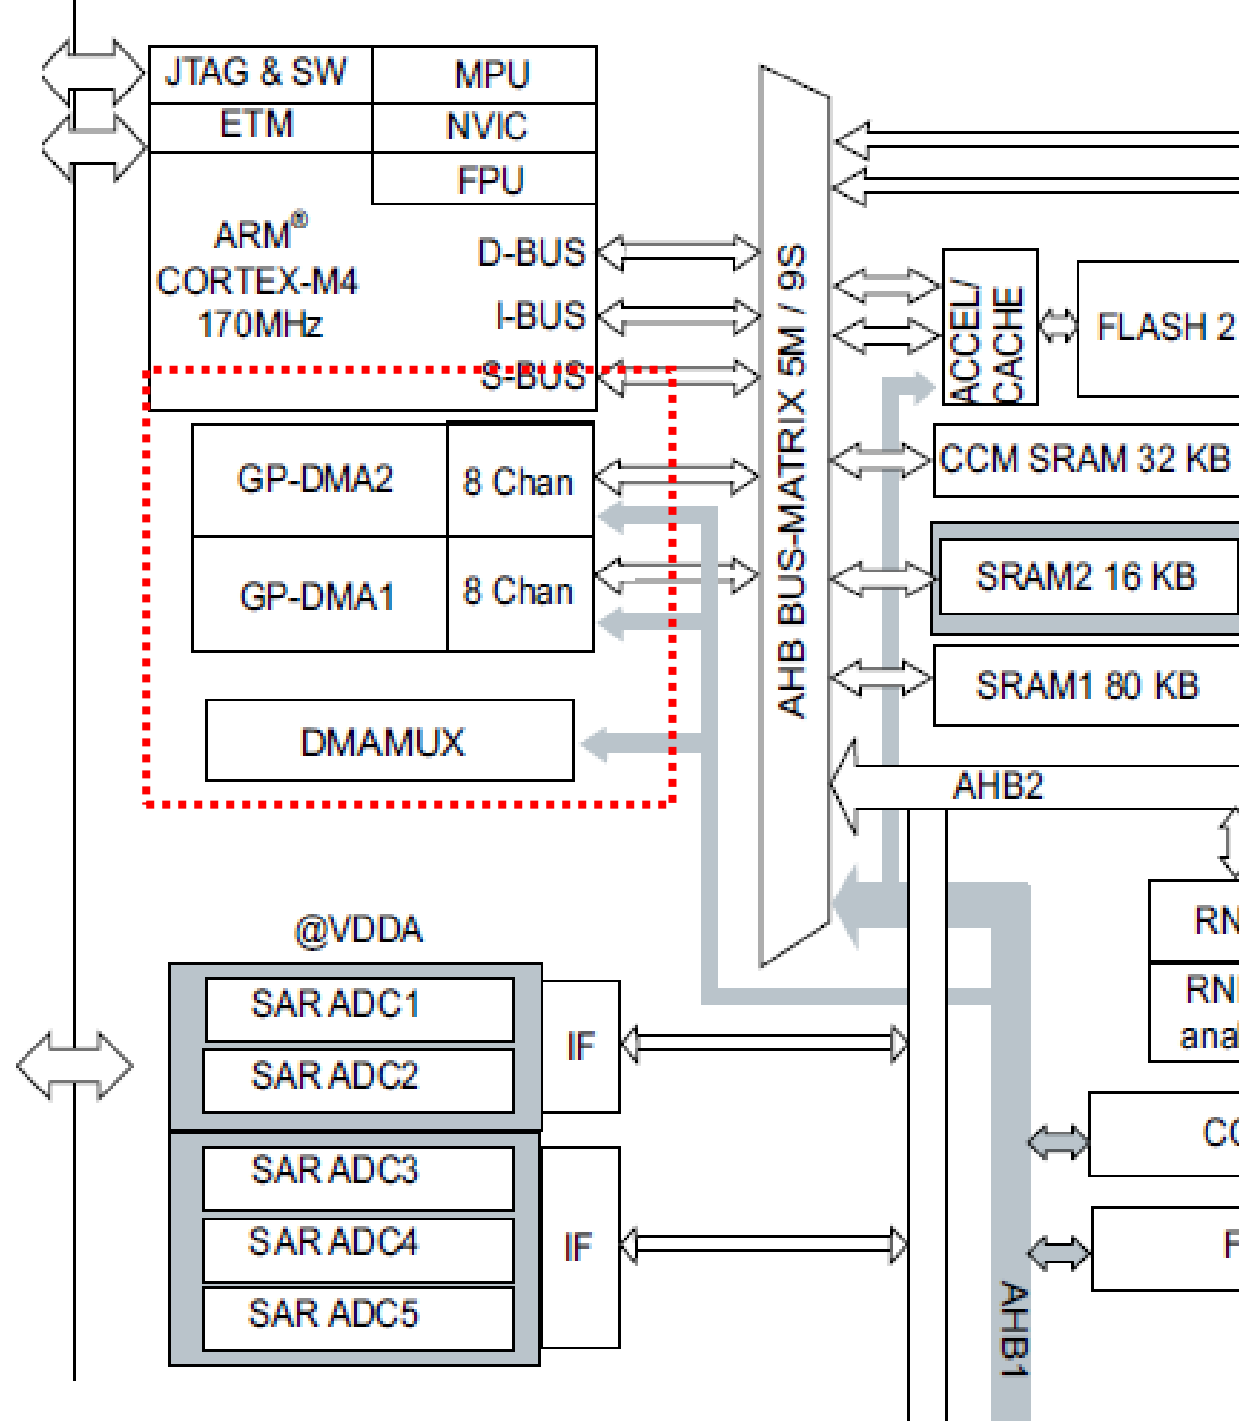 JTAG & SW
MPU
ETM
NVIC
FPU
ARM®
CORTEX-M4
170MHz
D-BUS
I-BUS
S-BUS
GP-DMA2
8 Chan
GP-DMA1
8 Chan
DMAMUX
AHB BUS-MATRIX 5M / 9S
ACCEL/
CACHE
FLASH 2
CCM SRAM 32 KB
SRAM2 16 KB
SRAM1 80 KB
AHB2
@VDDA
SAR ADC1
SAR ADC2
IF
SAR ADC3
SAR ADC4
SAR ADC5
IF
AHB1